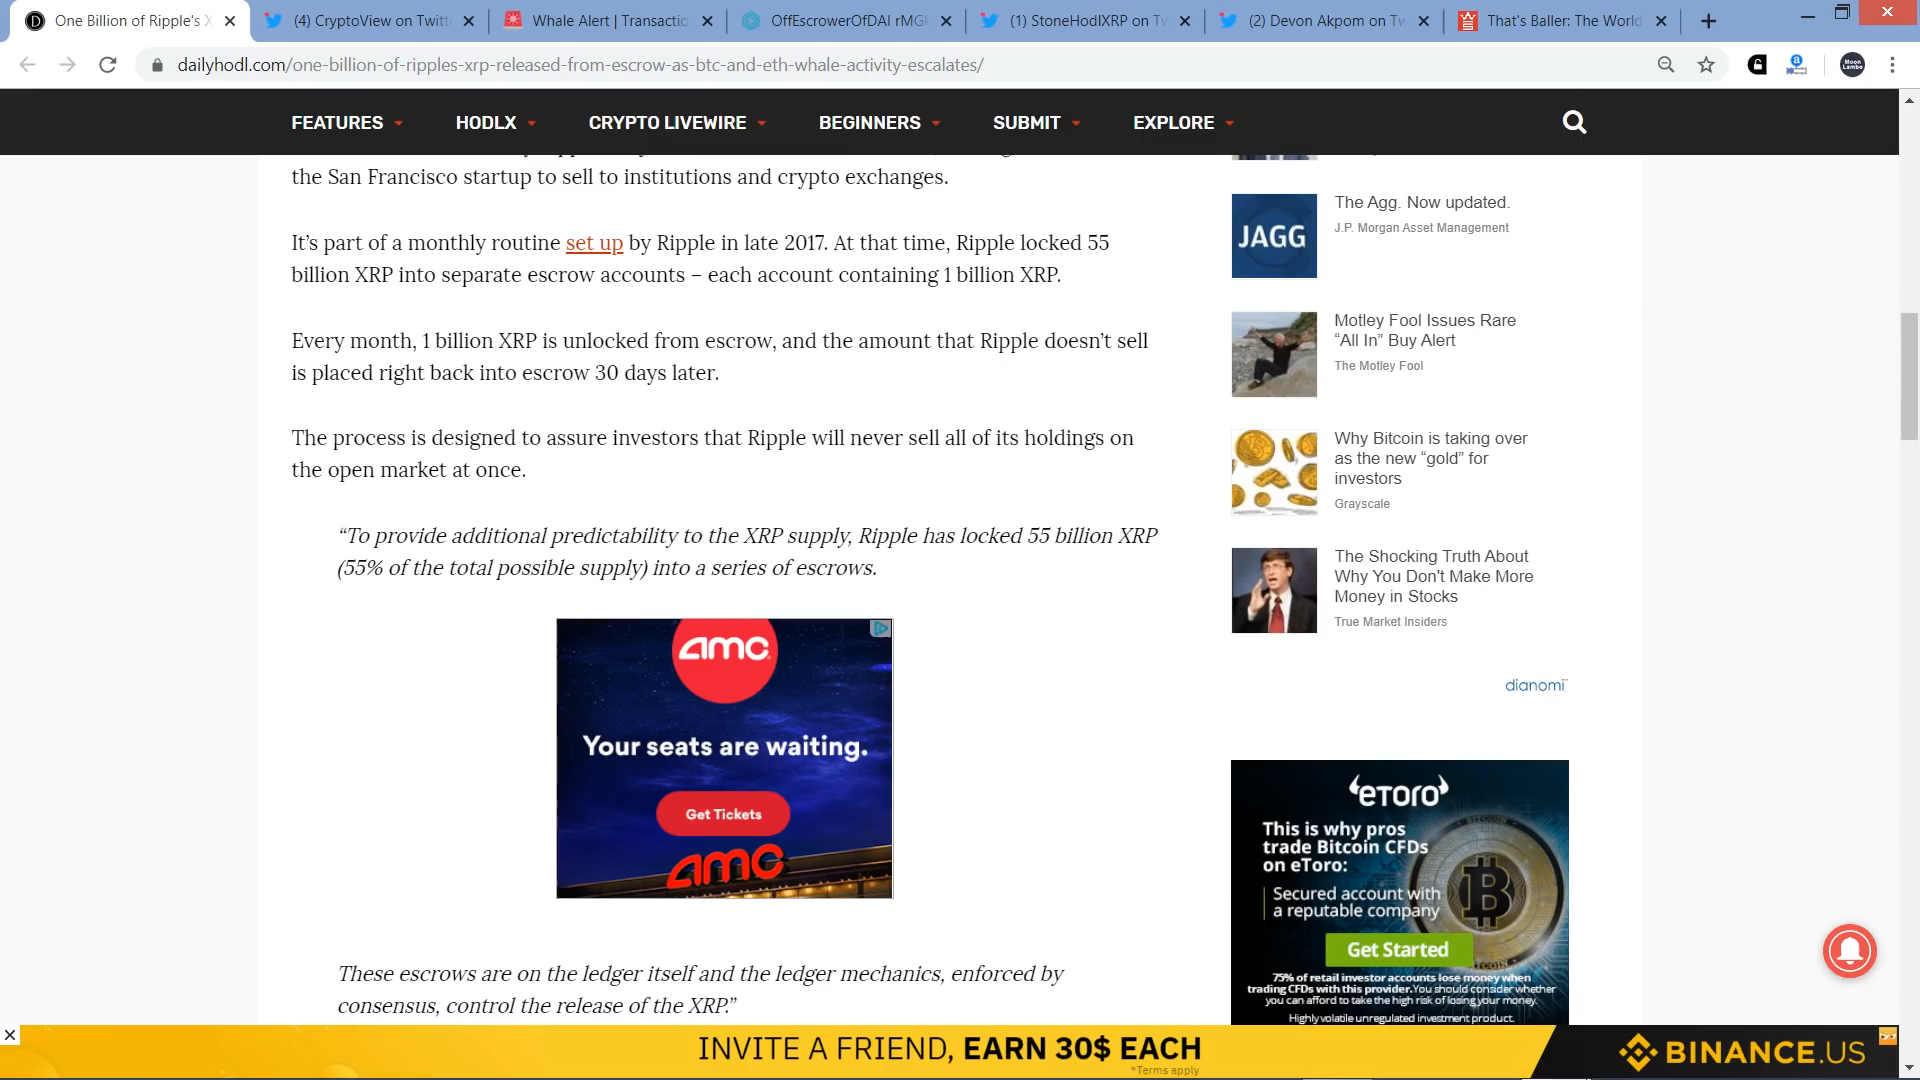 One Billion of Ripple's X
(4) CryptoView on Twitt
Whale Alert | Transactio
OffEscrowerOfDAI rMGk
(1) StoneHodlXRP on Tw
(2) Devon Akpom on Tw
That's Baller: The World
dailyhodl.com/one-billion-of-ripples-xrp-released-from-escrow-as-btc-and-eth-whale-activity-escalates/
FEATURES
HODLX
CRYPTO LIVEWIRE
BEGINNERS
SUBMIT
EXPLORE
the San Francisco startup to sell to institutions and crypto exchanges.
It's part of a monthly routine set up by Ripple in late 2017. At that time, Ripple locked 55
billion XRP into separate escrow accounts – each account containing 1 billion XRP.
Every month, 1 billion XRP is unlocked from escrow, and the amount that Ripple doesn't sell
is placed right back into escrow 30 days later.
The process is designed to assure investors that Ripple will never sell all of its holdings on
the open market at once.
“To provide additional predictability to the XRP supply, Ripple has locked 55 billion XRP
(55% of the total possible supply) into a series of escrows.
amc
Your seats are waiting.
Get Tickets
amc
These escrows are on the ledger itself and the ledger mechanics, enforced by
consensus, control the release of the XRP.”
JAGG
The Agg. Now updated.
J.P. Morgan Asset Management
Motley Fool Issues Rare
“All In” Buy Alert
The Motley Fool
Why Bitcoin is taking over
as the new “gold” for
investors
Grayscale
The Shocking Truth About
Why You Don't Make More
Money in Stocks
True Market Insiders
dianomi
eToro
This is why pros
trade Bitcoin CFDs
on eToro:
Secured account with
a reputable company
Get Started
75% of retail investor accounts lose money when
trading CFDs with this provider. You should consider whether
you can afford to take the high risk of losing your money.
Highly volatile unregulated investment product.
INVITE A FRIEND, EARN 30$ EACH
*Terms apply
BINANCE.US